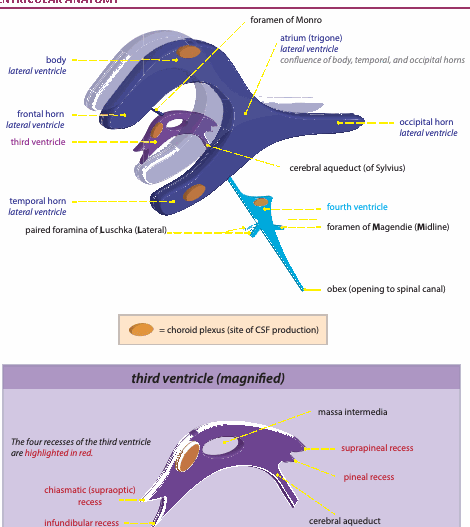 foramen of Monro
atrium (trigone)
lateral ventricle
confluence of body, temporal, and occipital horns
body
lateral ventricle
frontal horn
lateral ventricle
third ventricle
occipital horn
lateral ventricle
cerebral aqueduct (of Sylvius)
temporal horn
lateral ventricle
fourth ventricle
paired foramina of Luschka (Lateral)
foramen of Magendie (Midline)
obex (opening to spinal canal)
= choroid plexus (site of CSF production)
third ventricle (magnified)
massa intermedia
The four recesses of the third ventricle
are highlighted in red.
suprapineal recess
pineal recess
chiasmatic (supraoptic)
recess
infundibular recess
cerebral aqueduct